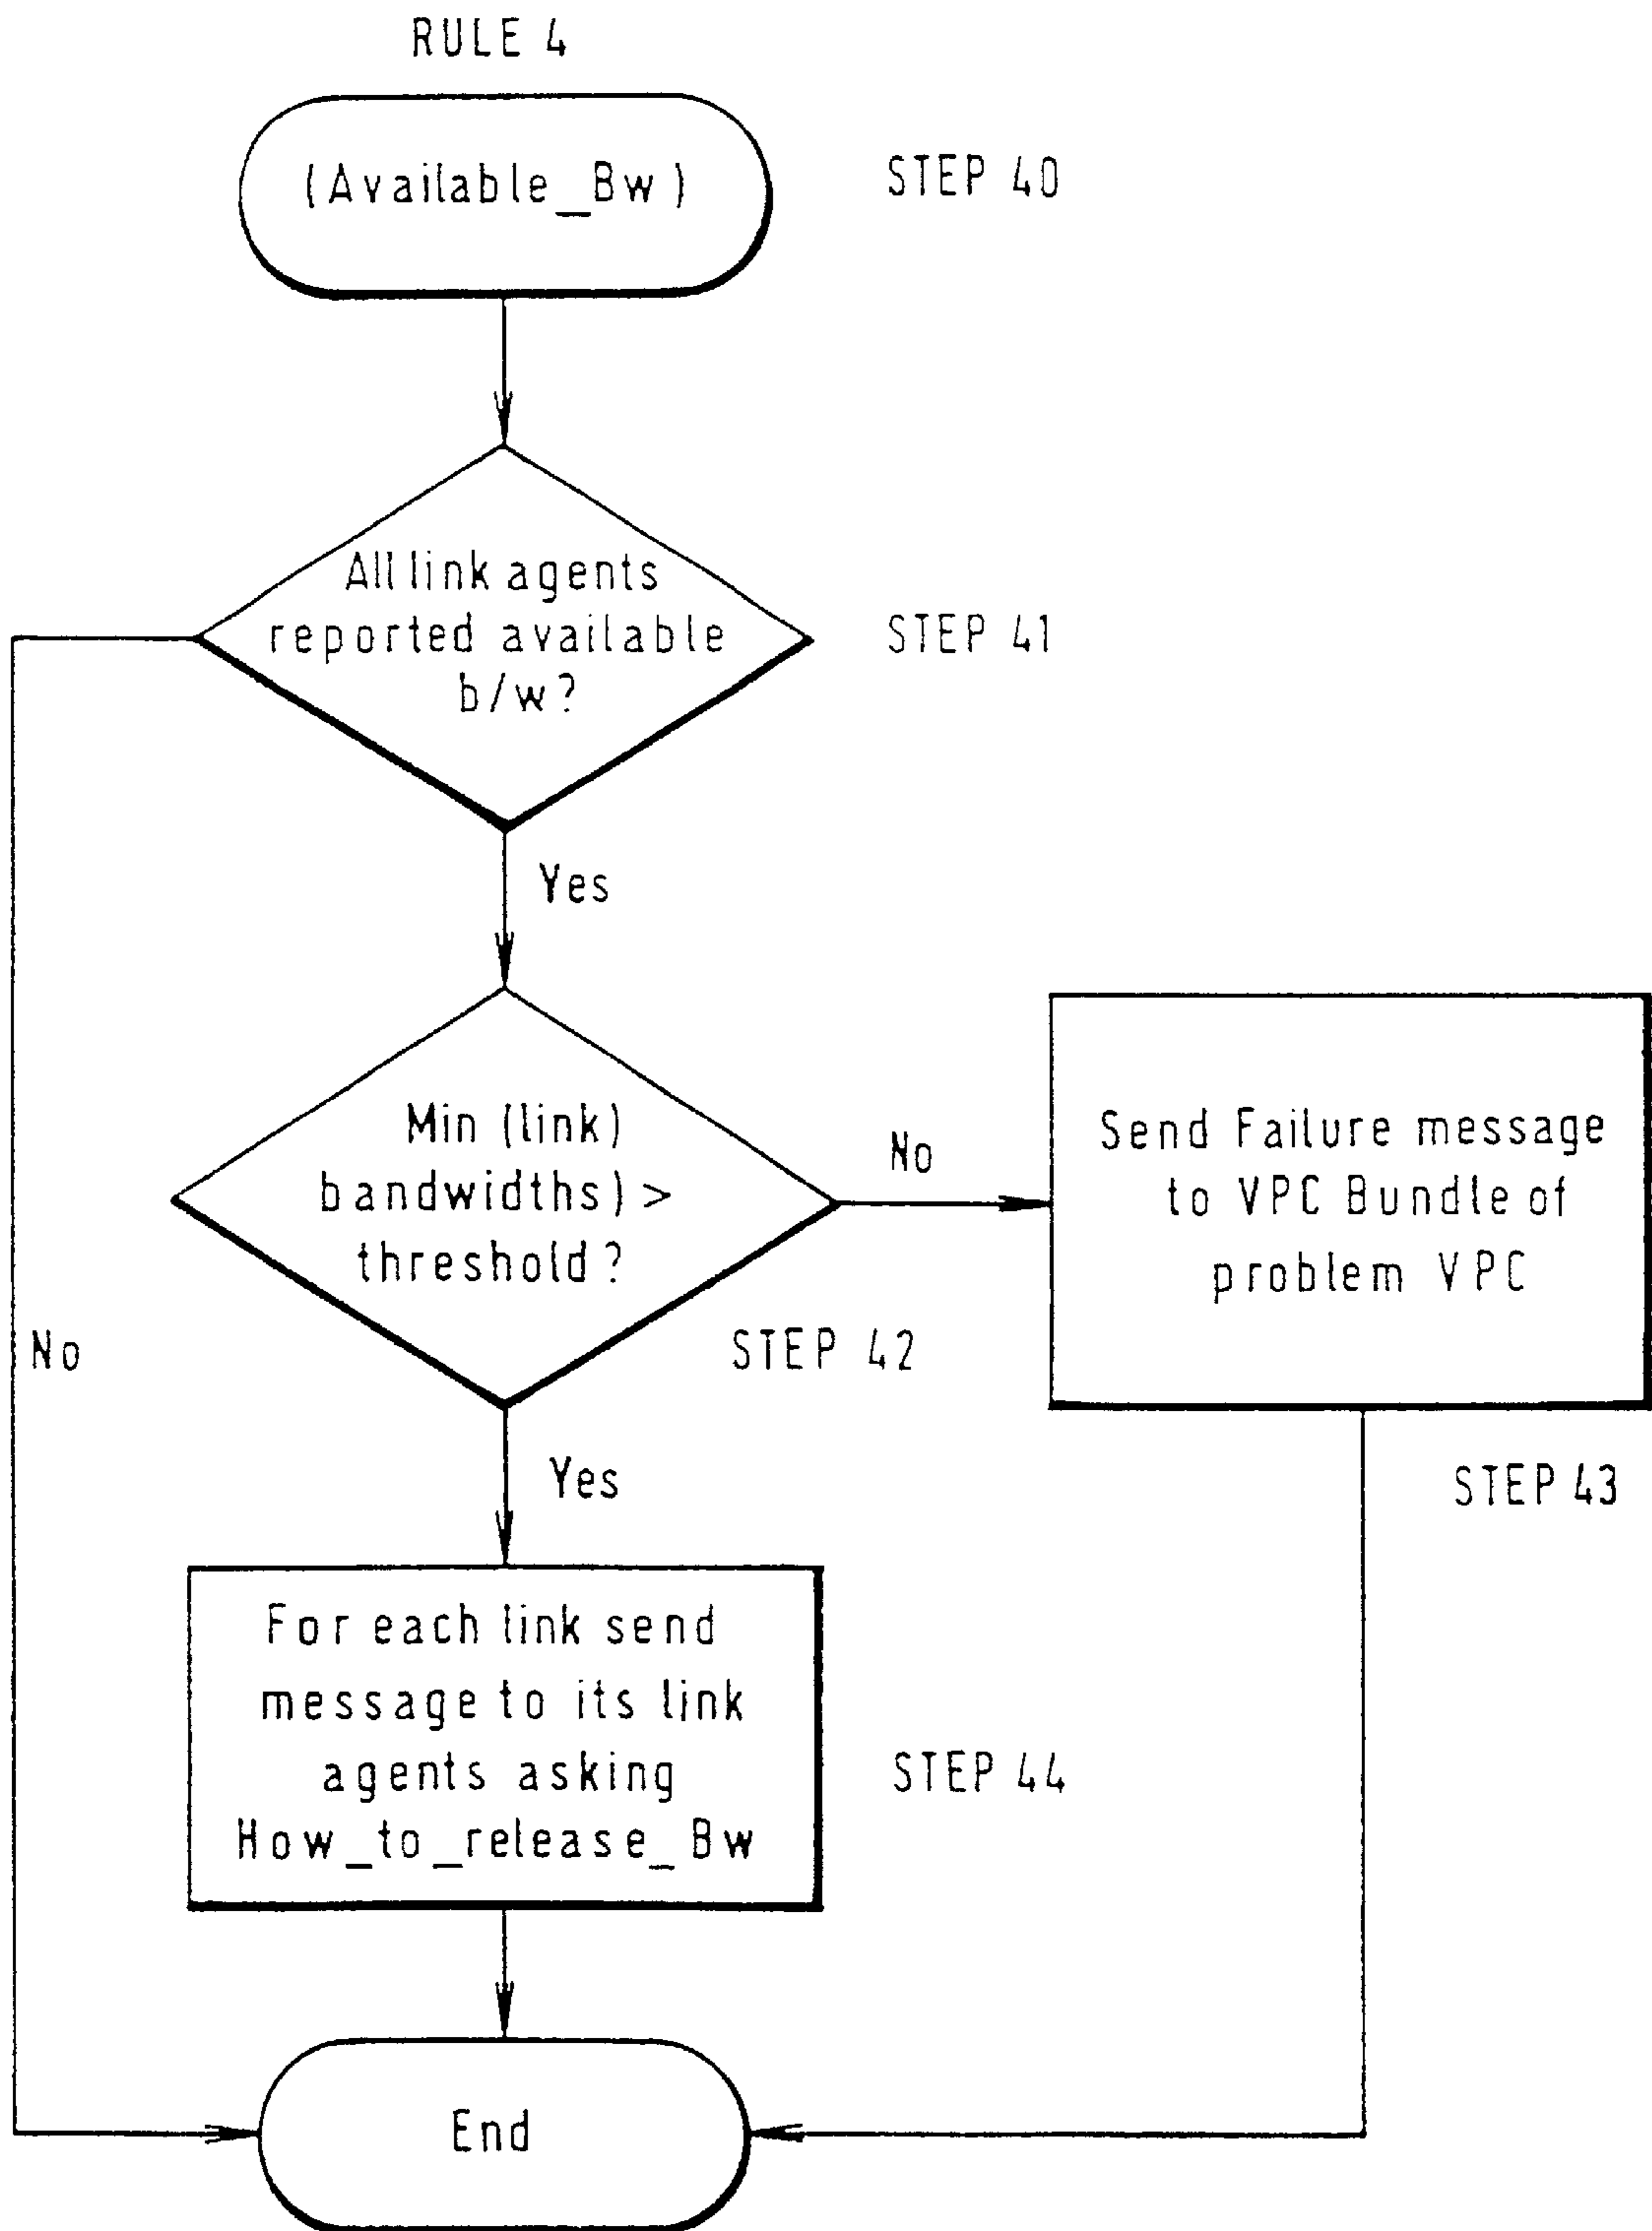 RULE 4
(Available_Bw)
STEP 40
All link agents
reported available
b/w?
STEP 41
Yes
Min (link)
bandwidths) >
threshold?
No
Send Failure message
to VPC Bundle of
problem VPC
No
STEP 42
Yes
STEP 43
For each link send
message to its link
agents asking
How_to_release_Bw
STEP 44
End